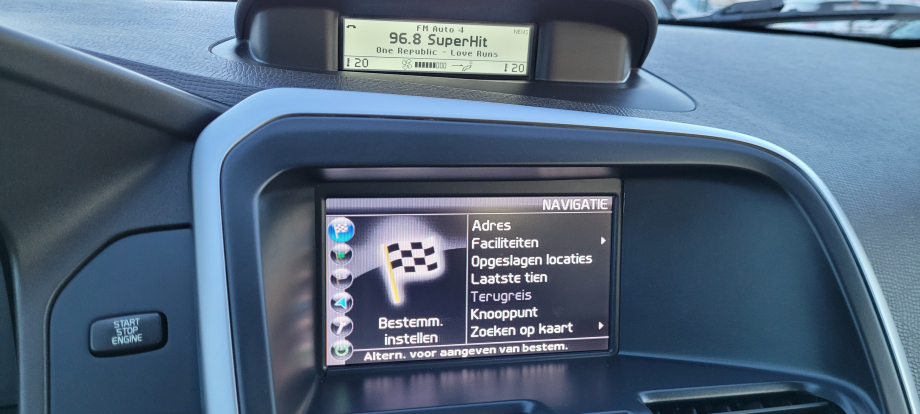 FM Auto 4
NEWS
96.8 SuperHit
One Republic - Love Runs
20
20
NAVIGATIE
Adres
Faciliteiten
Opgeslagen locaties
Laatste tien
Terugreis
Knooppunt
Zoeken op kaart
Bestemm.
instellen
Altern. voor aangeven van bestem.
START
STOP
ENGINE